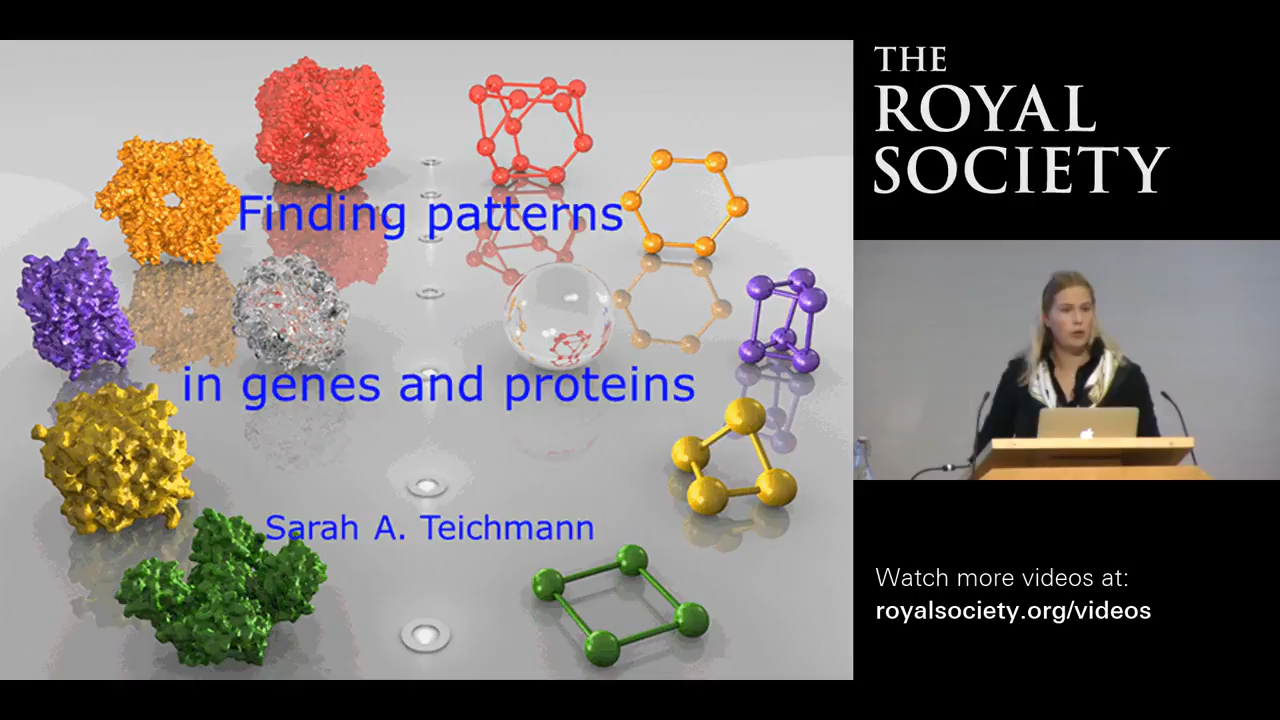 Finding patterns
in genes and proteins
Sarah A. Teichmann
THE
ROYAL
SOCIETY
Watch more videos at:
royalsociety.org/videos